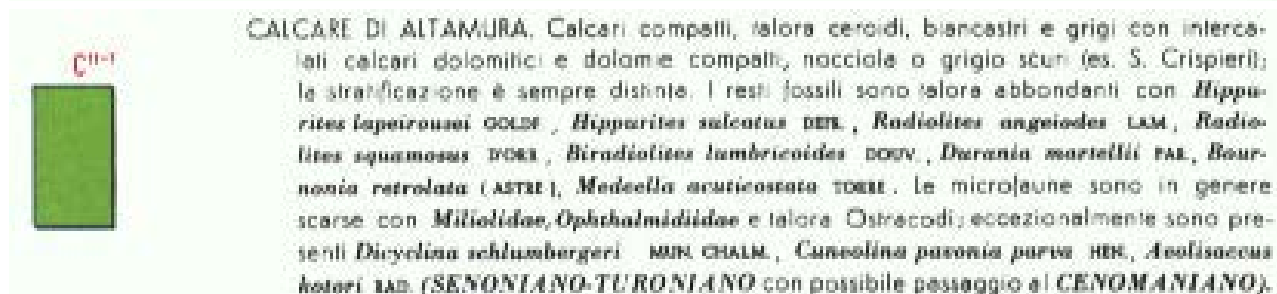 CALCARE DI ALTAMURA. Calcari compatti, talora ceroidi, biancastri e grigi con interca-
lati calcari dolomitici e dolomie compatti, nocciola o grigio scuri (es. S. Crispieri);
la stratificazione è sempre distinta. I resti fossili sono talora abbondanti con Hippu-
rites lapeirousei GOLDF., Hippurites sulcatus DEFR., Radiolites angeiodes LAM., Radio-
lites squamosus D'ORB., Biradiolites lumbricoides DOUV., Durania martellii PAR., Bour-
nonia retrolata (ASTRE), Medeella acuticostata TORRE. Le microfaune sono in genere
scarse con Miliolidae, Ophthalmidiidae e talora Ostracodi; eccezionalmente sono pre-
senti Dicyclina schlumbergeri MUN. CHALM., Cuneolina pavonia parva HEN., Aeolisaccus
kotori RAD. (SENONIANO-TURONIANO con possibile passaggio al CENOMANIANO).